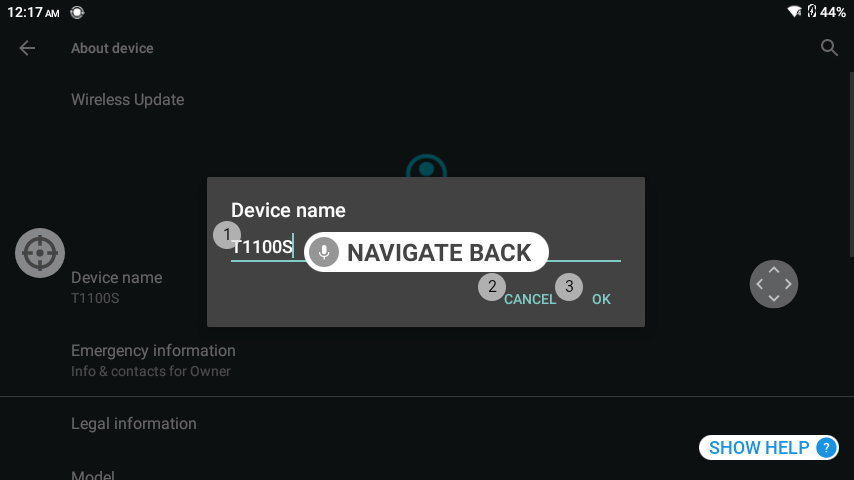 12:17 AM
44%
About device
Wireless Update
Device name
1
T1100S
NAVIGATE BACK
2
CANCEL
3
OK
Device name
T1100S
Emergency information
Info & contacts for Owner
Legal information
SHOW HELP ?
Model